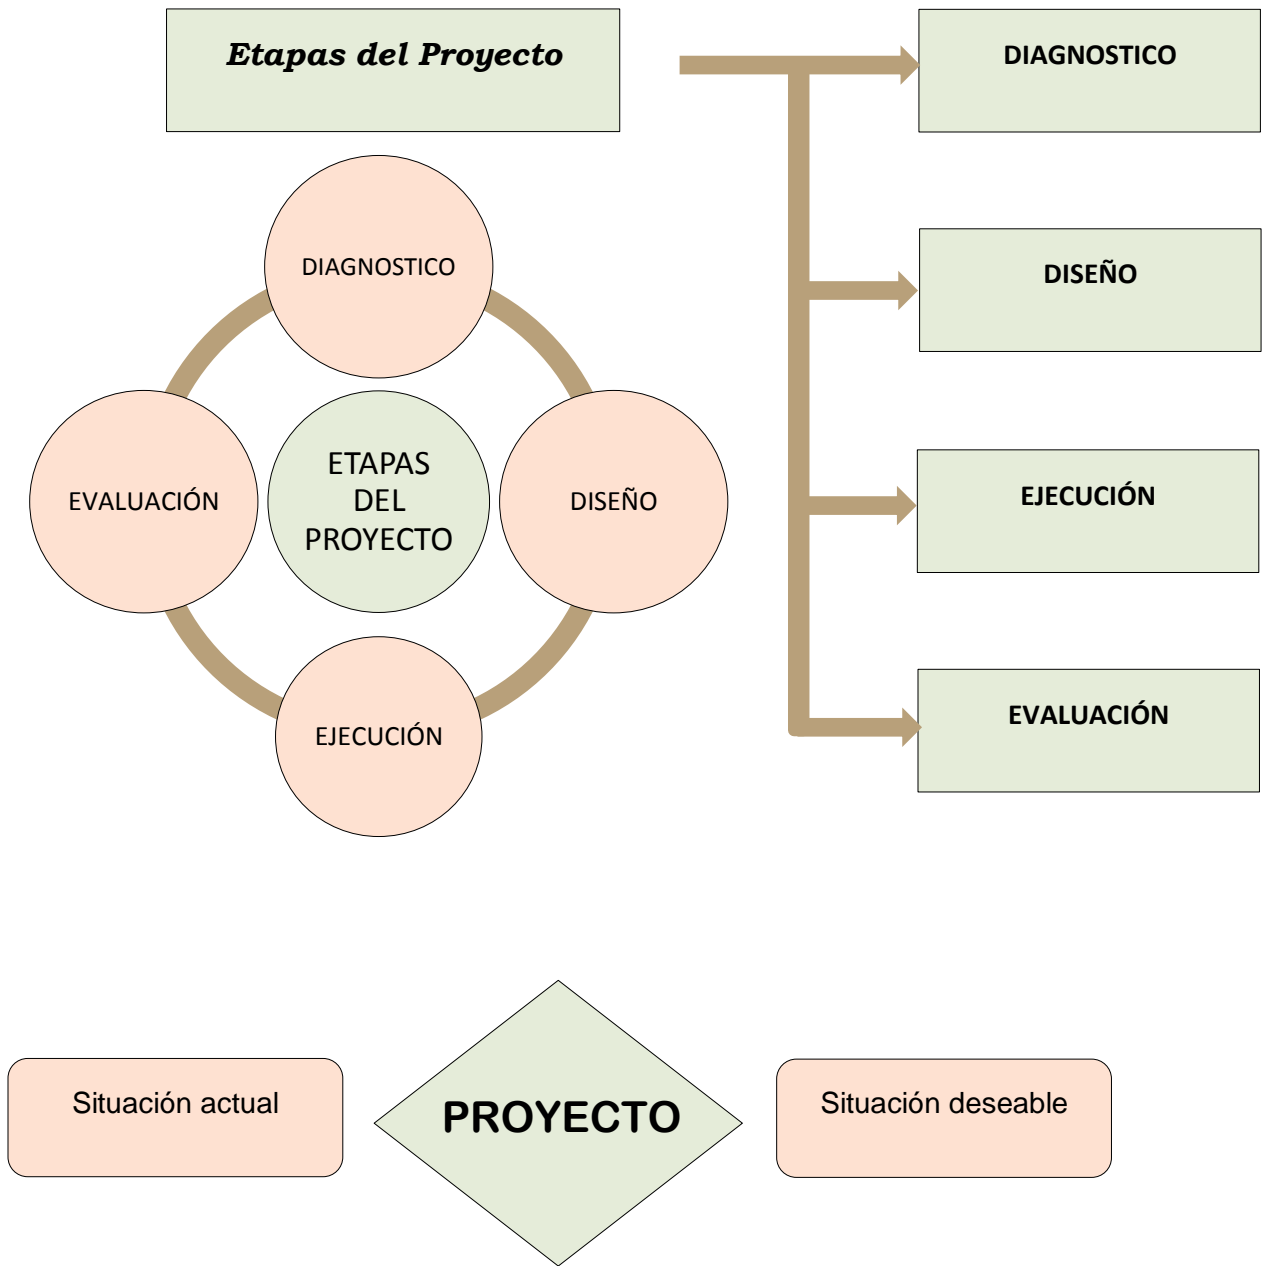 Etapas del Proyecto
DIAGNOSTICO
DISEÑO
EJECUCIÓN
EVALUACIÓN
DIAGNOSTICO
EVALUACIÓN
ETAPAS
DEL
PROYECTO
DISEÑO
EJECUCIÓN
Situación actual
PROYECTO
Situación deseable